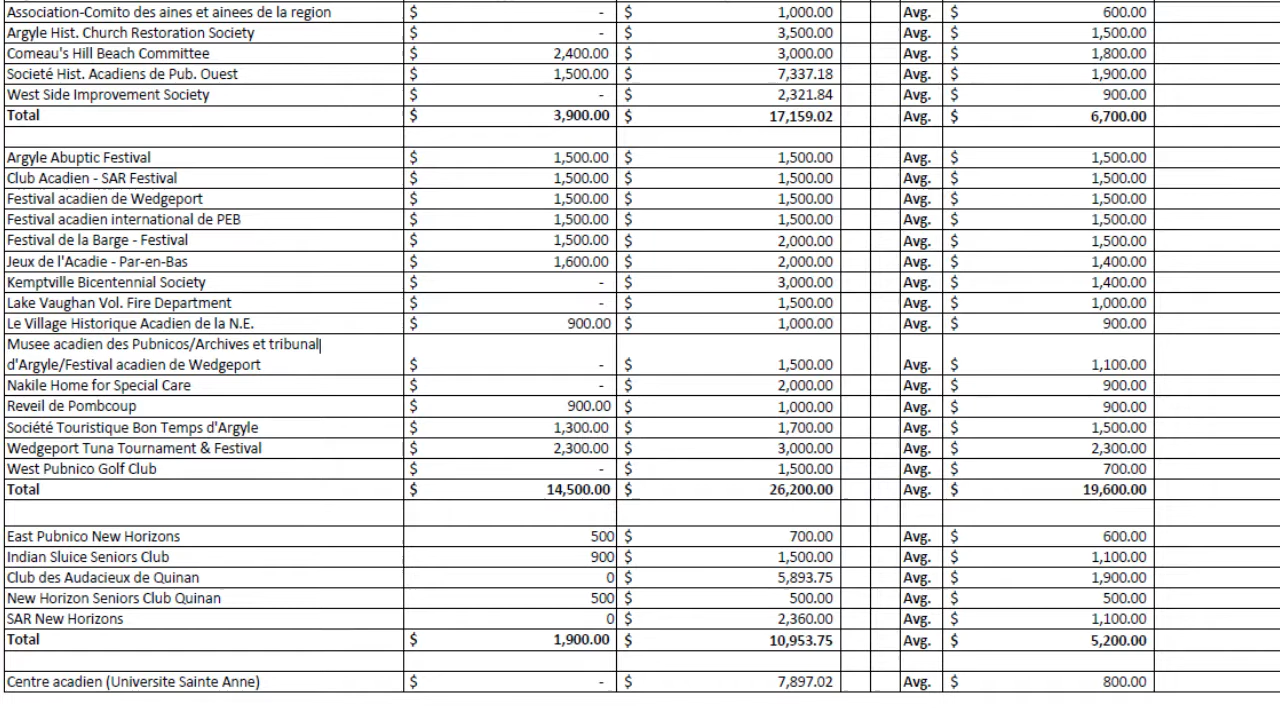 Association-Comito des aines et ainees de la region $ - $ 1,000.00 Avg. $ 600.00
Argyle Hist. Church Restoration Society $ - $ 3,500.00 Avg. $ 1,500.00
Comeau's Hill Beach Committee $ 2,400.00 $ 3,000.00 Avg. $ 1,800.00
Societé Hist. Acadiens de Pub. Ouest $ 1,500.00 $ 7,337.18 Avg. $ 1,900.00
West Side Improvement Society $ - $ 2,321.84 Avg. $ 900.00
Total $ 3,900.00 $ 17,159.02 Avg. $ 6,700.00
Argyle Abuptic Festival $ 1,500.00 $ 1,500.00 Avg. $ 1,500.00
Club Acadien - SAR Festival $ 1,500.00 $ 1,500.00 Avg. $ 1,500.00
Festival acadien de Wedgeport $ 1,500.00 $ 1,500.00 Avg. $ 1,500.00
Festival acadien international de PEB $ 1,500.00 $ 1,500.00 Avg. $ 1,500.00
Festival de la Barge - Festival $ 1,500.00 $ 2,000.00 Avg. $ 1,500.00
Jeux de l'Acadie - Par-en-Bas $ 1,600.00 $ 2,000.00 Avg. $ 1,400.00
Kemptville Bicentennial Society $ - $ 3,000.00 Avg. $ 1,400.00
Lake Vaughan Vol. Fire Department $ - $ 1,500.00 Avg. $ 1,000.00
Le Village Historique Acadien de la N.E. $ 900.00 $ 1,000.00 Avg. $ 900.00
Musee acadien des Pubnicos/Archives et tribunal
d'Argyle/Festival acadien de Wedgeport $ - $ 1,500.00 Avg. $ 1,100.00
Nakile Home for Special Care $ - $ 2,000.00 Avg. $ 900.00
Reveil de Pombcoup $ 900.00 $ 1,000.00 Avg. $ 900.00
Société Touristique Bon Temps d'Argyle $ 1,300.00 $ 1,700.00 Avg. $ 1,500.00
Wedgeport Tuna Tournament & Festival $ 2,300.00 $ 3,000.00 Avg. $ 2,300.00
West Pubnico Golf Club $ - $ 1,500.00 Avg. $ 700.00
Total $ 14,500.00 $ 26,200.00 Avg. $ 19,600.00
East Pubnico New Horizons 500 $ 700.00 Avg. $ 600.00
Indian Sluice Seniors Club 900 $ 1,500.00 Avg. $ 1,100.00
Club des Audacieux de Quinan 0 $ 5,893.75 Avg. $ 1,900.00
New Horizon Seniors Club Quinan 500 $ 500.00 Avg. $ 500.00
SAR New Horizons 0 $ 2,360.00 Avg. $ 1,100.00
Total $ 1,900.00 $ 10,953.75 Avg. $ 5,200.00
Centre acadien (Universite Sainte Anne) $ - $ 7,897.02 Avg. $ 800.00